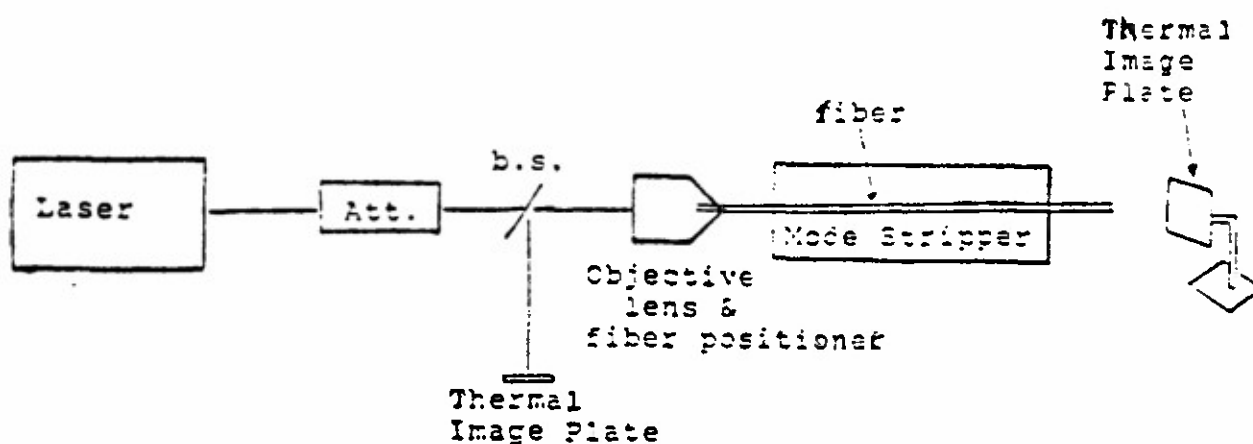 Thermal
Image
Plate
fiber
b.s.
Laser
Att.
Mode Stripper
Objective
lens &
fiber positioner
Thermal
Image Plate